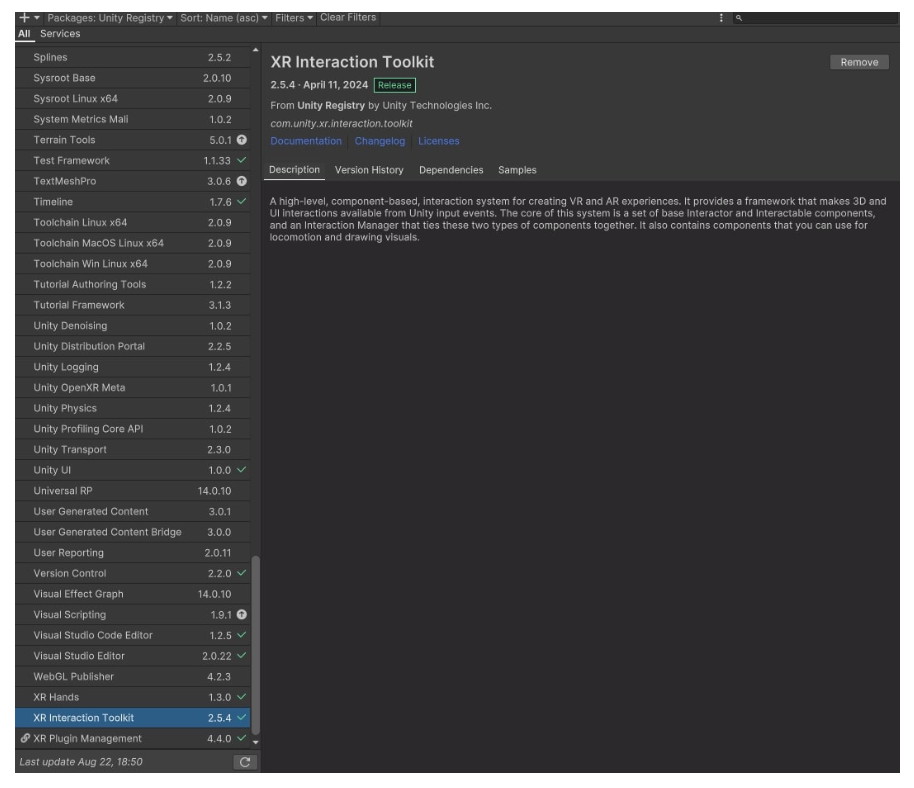 Packages: Unity Registry Sort: Name (asc) Filters Clear Filters
All Services
Splines 2.5.2
Sysroot Base 2.0.10
Sysroot Linux x64 2.0.9
System Metrics Mali 1.0.2
Terrain Tools 5.0.1
Test Framework 1.1.33
TextMeshPro 3.0.6
Timeline 1.7.6
Toolchain Linux x64 2.0.9
Toolchain MacOS Linux x64 2.0.9
Toolchain Win Linux x64 2.0.9
Tutorial Authoring Tools 1.2.2
Tutorial Framework 3.1.3
Unity Denoising 1.0.2
Unity Distribution Portal 2.2.5
Unity Logging 1.2.4
Unity OpenXR Meta 1.0.1
Unity Physics 1.2.4
Unity Profiling Core API 1.0.2
Unity Transport 2.3.0
Unity UI 1.0.0
Universal RP 14.0.10
User Generated Content 3.0.1
User Generated Content Bridge 3.0.0
User Reporting 2.0.11
Version Control 2.2.0
Visual Effect Graph 14.0.10
Visual Scripting 1.9.1
Visual Studio Code Editor 1.2.5
Visual Studio Editor 2.0.22
WebGL Publisher 4.2.3
XR Hands 1.3.0
XR Interaction Toolkit 2.5.4
XR Plugin Management 4.4.0
Last update Aug 22, 18:50
XR Interaction Toolkit
Remove
2.5.4 · April 11, 2024 Release
From Unity Registry by Unity Technologies Inc.
com.unity.xr.interaction.toolkit
Documentation Changelog Licenses
Description Version History Dependencies Samples
A high-level, component-based, interaction system for creating VR and AR experiences. It provides a framework that makes 3D and
UI interactions available from Unity input events. The core of this system is a set of base Interactor and Interactable components,
and an Interaction Manager that ties these two types of components together. It also contains components that you can use for
locomotion and drawing visuals.